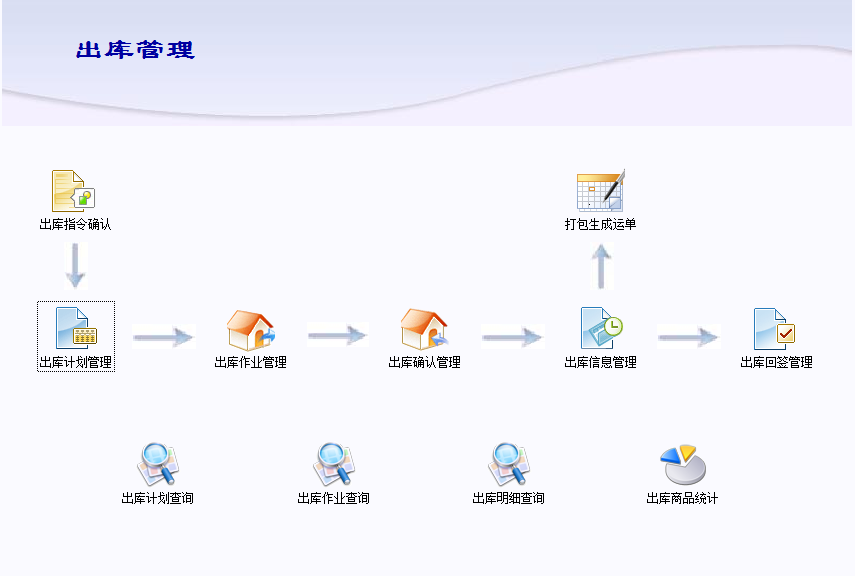 出库管理
出库指令确认
打包生成运单
出库计划管理
出库作业管理
出库确认管理
出库信息管理
出库回签管理
出库计划查询
出库作业查询
出库明细查询
出库商品统计